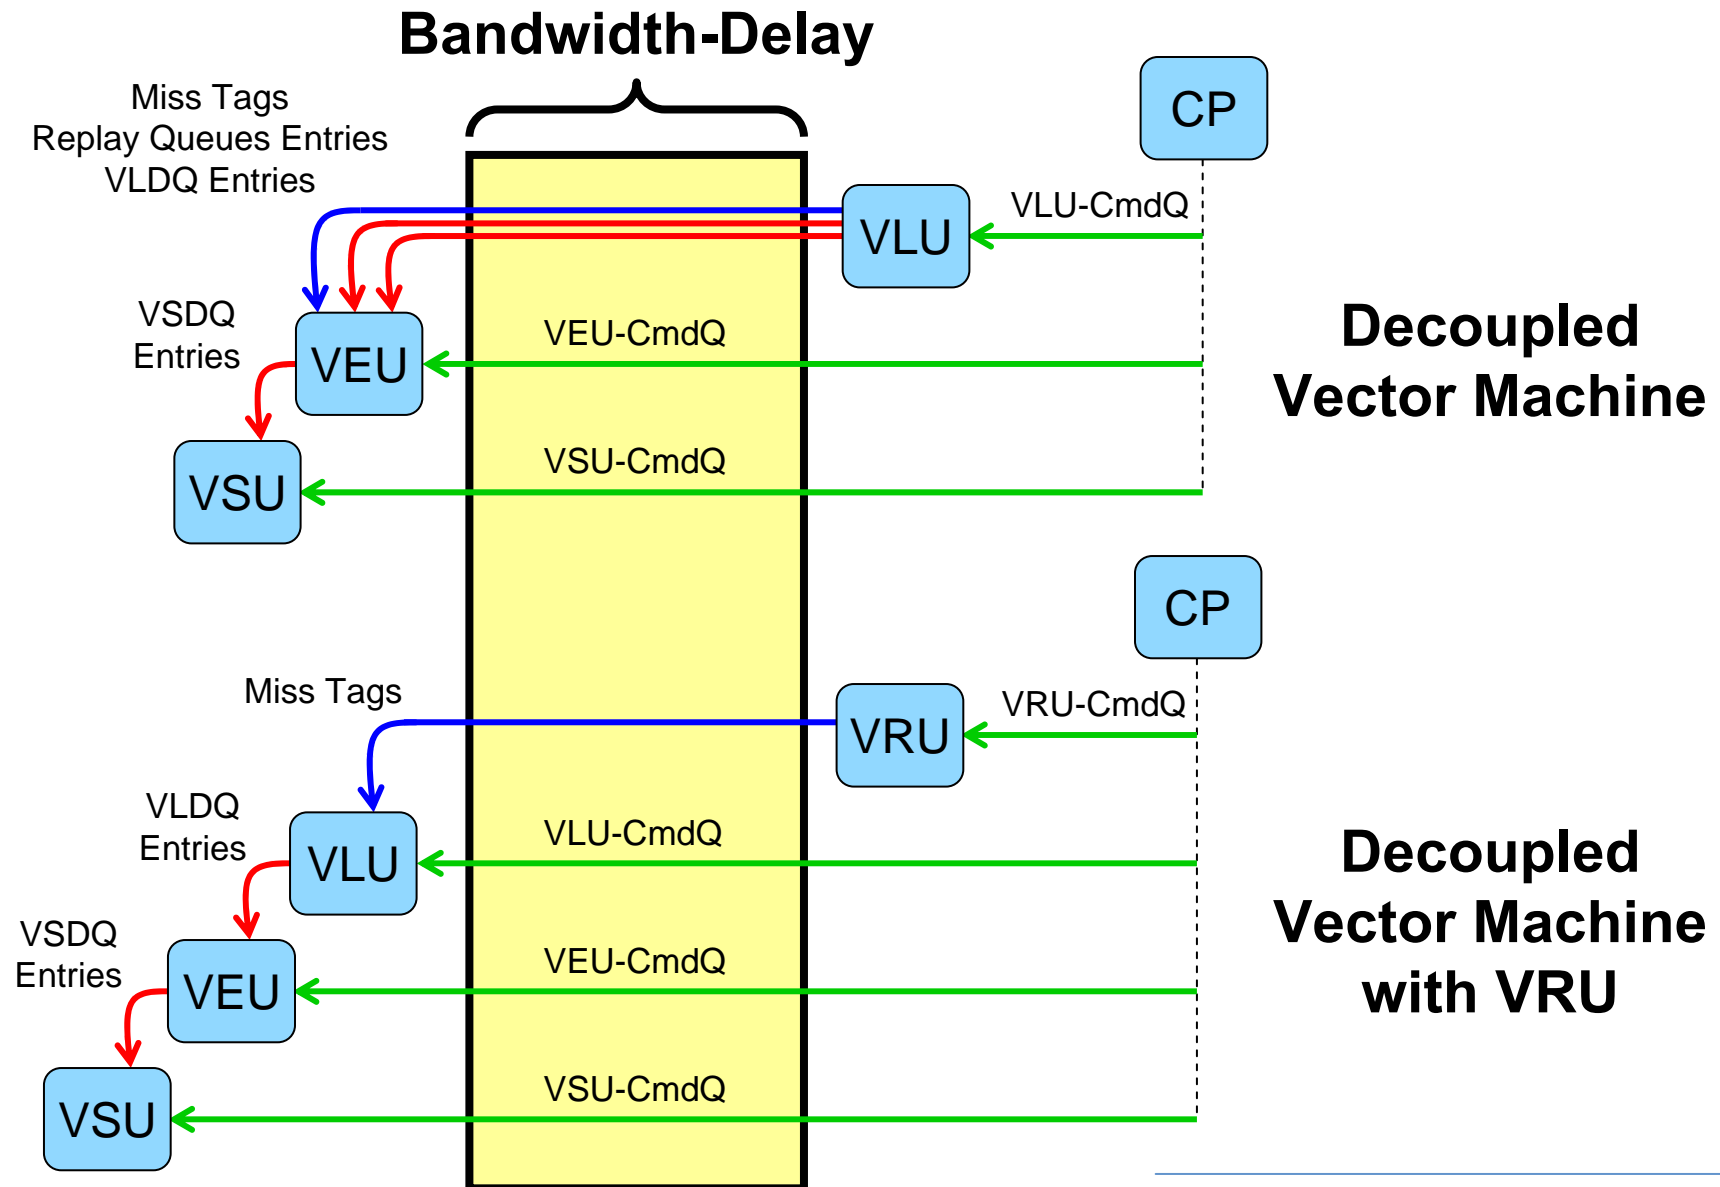 Bandwidth-Delay
Miss Tags
Replay Queues Entries
VLDQ Entries
CP
VLU-CmdQ
VLU
VSDQ
Entries
VEU-CmdQ
VEU
Decoupled
Vector Machine
VSU-CmdQ
VSU
CP
Miss Tags
VRU-CmdQ
VRU
VLDQ
Entries
VLU-CmdQ
VLU
Decoupled
Vector Machine
with VRU
VSDQ
Entries
VEU-CmdQ
VEU
VSU-CmdQ
VSU